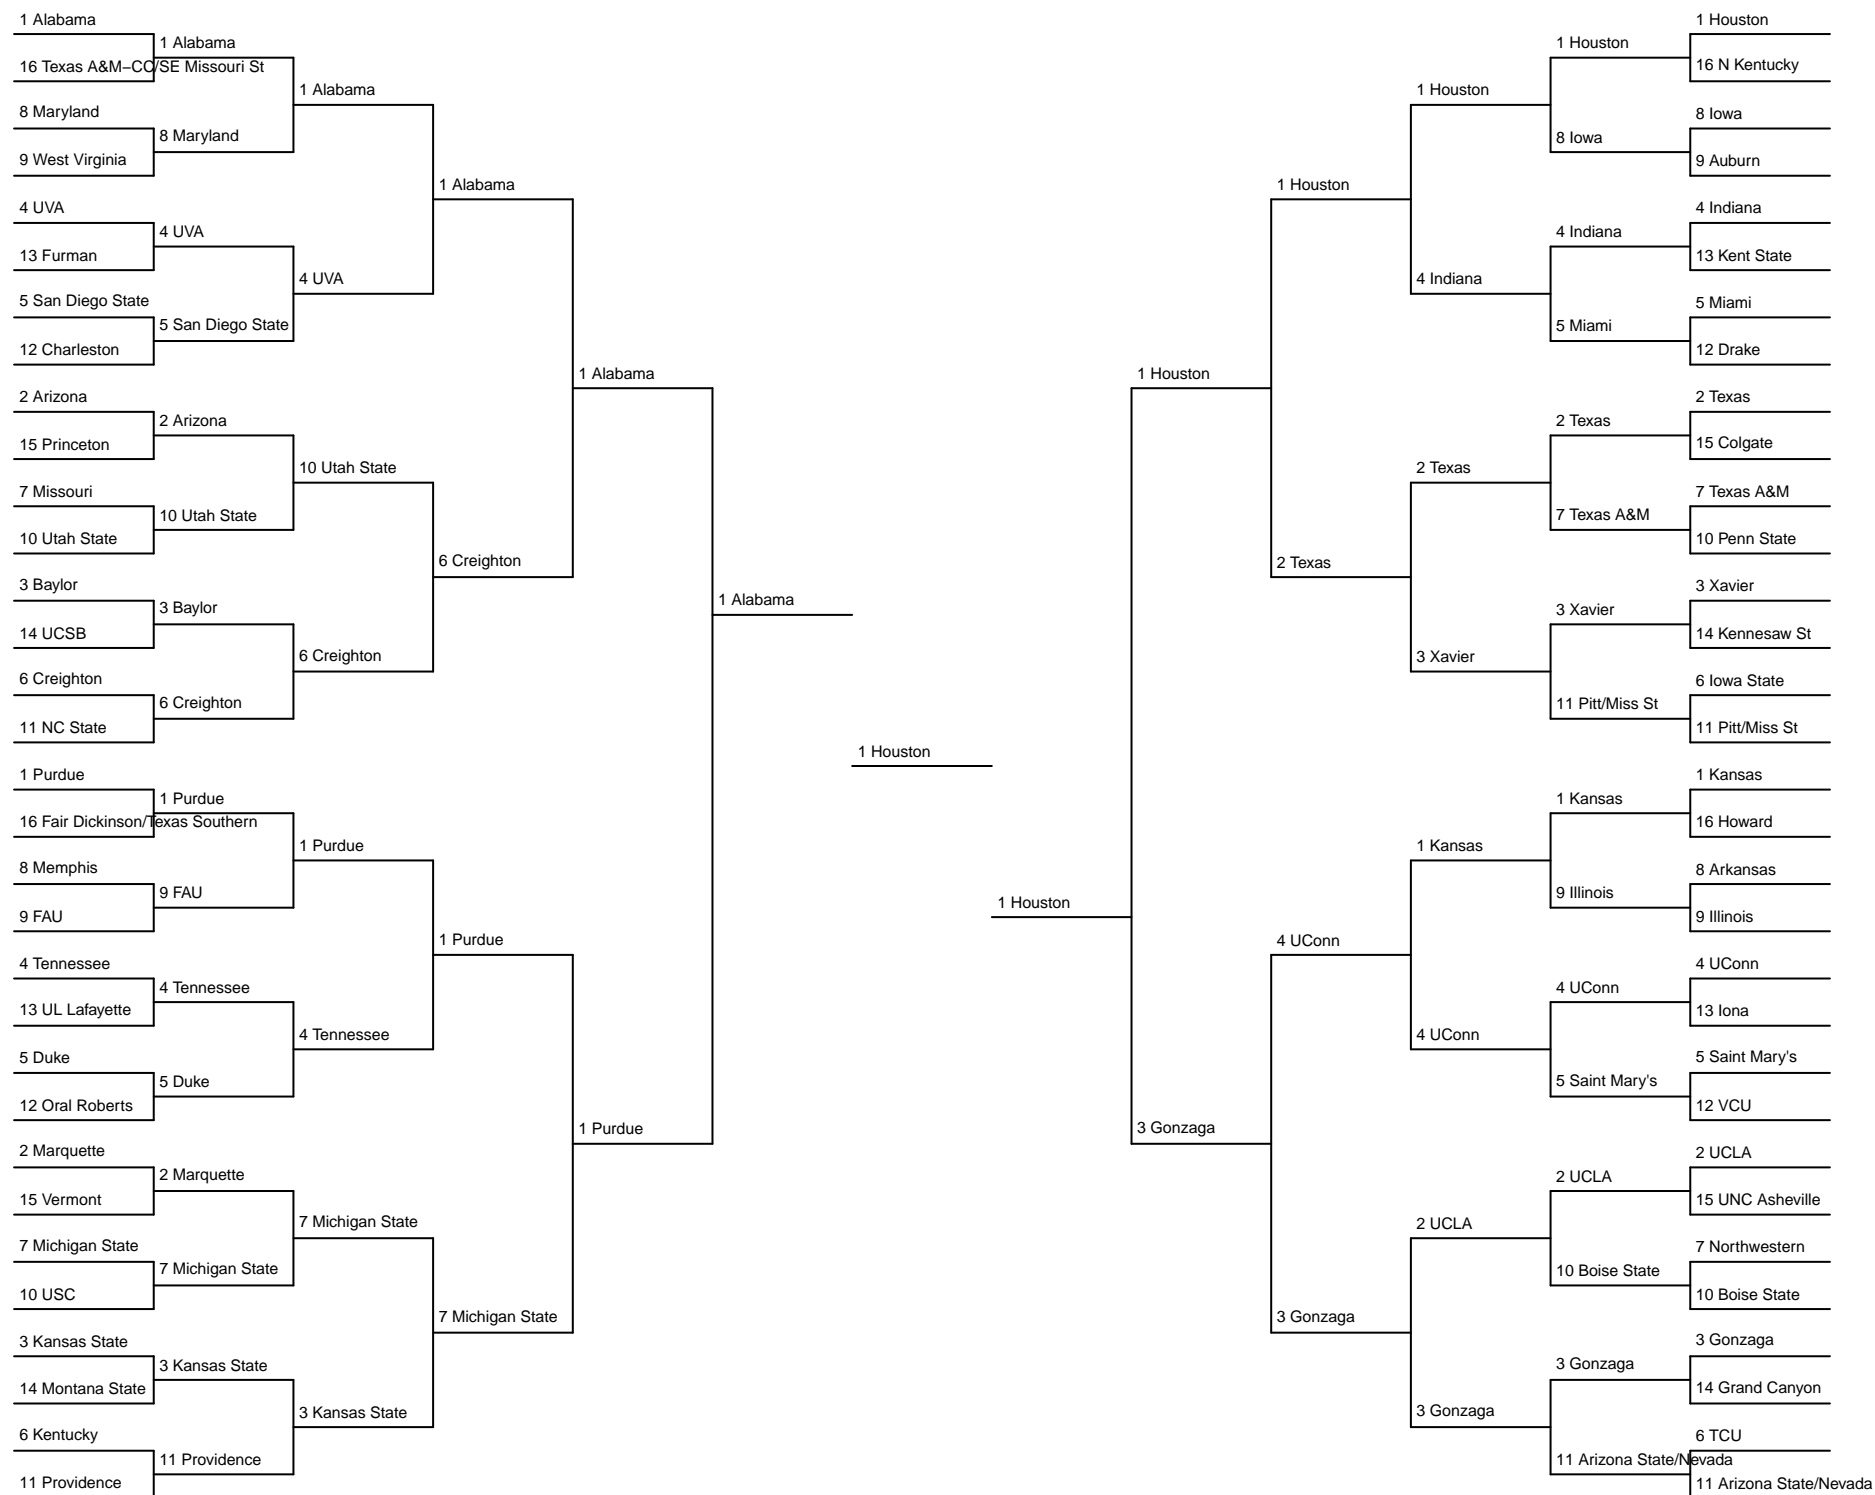 1 Alabama
16 Texas A&M−CC/SE Missouri St
8 Maryland
9 West Virginia
4 UVA
13 Furman
5 San Diego State
12 Charleston
2 Arizona
15 Princeton
7 Missouri
10 Utah State
3 Baylor
14 UCSB
6 Creighton
11 NC State
1 Purdue
16 Fair Dickinson/Texas Southern
8 Memphis
9 FAU
4 Tennessee
13 UL Lafayette
5 Duke
12 Oral Roberts
2 Marquette
15 Vermont
7 Michigan State
10 USC
3 Kansas State
14 Montana State
6 Kentucky
11 Providence
1 Alabama
8 Maryland
4 UVA
5 San Diego State
2 Arizona
10 Utah State
3 Baylor
6 Creighton
1 Purdue
9 FAU
4 Tennessee
5 Duke
2 Marquette
7 Michigan State
3 Kansas State
11 Providence
1 Alabama
4 UVA
10 Utah State
6 Creighton
1 Purdue
4 Tennessee
7 Michigan State
3 Kansas State
1 Alabama
6 Creighton
1 Purdue
7 Michigan State
1 Alabama
1 Purdue
1 Alabama
1 Houston
1 Houston
1 Houston
3 Gonzaga
1 Houston
2 Texas
4 UConn
3 Gonzaga
1 Houston
4 Indiana
2 Texas
3 Xavier
1 Kansas
4 UConn
2 UCLA
3 Gonzaga
1 Houston
8 Iowa
4 Indiana
5 Miami
2 Texas
7 Texas A&M
3 Xavier
11 Pitt/Miss St
1 Kansas
9 Illinois
4 UConn
5 Saint Mary's
2 UCLA
10 Boise State
3 Gonzaga
11 Arizona State/Nevada
1 Houston
16 N Kentucky
8 Iowa
9 Auburn
4 Indiana
13 Kent State
5 Miami
12 Drake
2 Texas
15 Colgate
7 Texas A&M
10 Penn State
3 Xavier
14 Kennesaw St
6 Iowa State
11 Pitt/Miss St
1 Kansas
16 Howard
8 Arkansas
9 Illinois
4 UConn
13 Iona
5 Saint Mary's
12 VCU
2 UCLA
15 UNC Asheville
7 Northwestern
10 Boise State
3 Gonzaga
14 Grand Canyon
6 TCU
11 Arizona State/Nevada